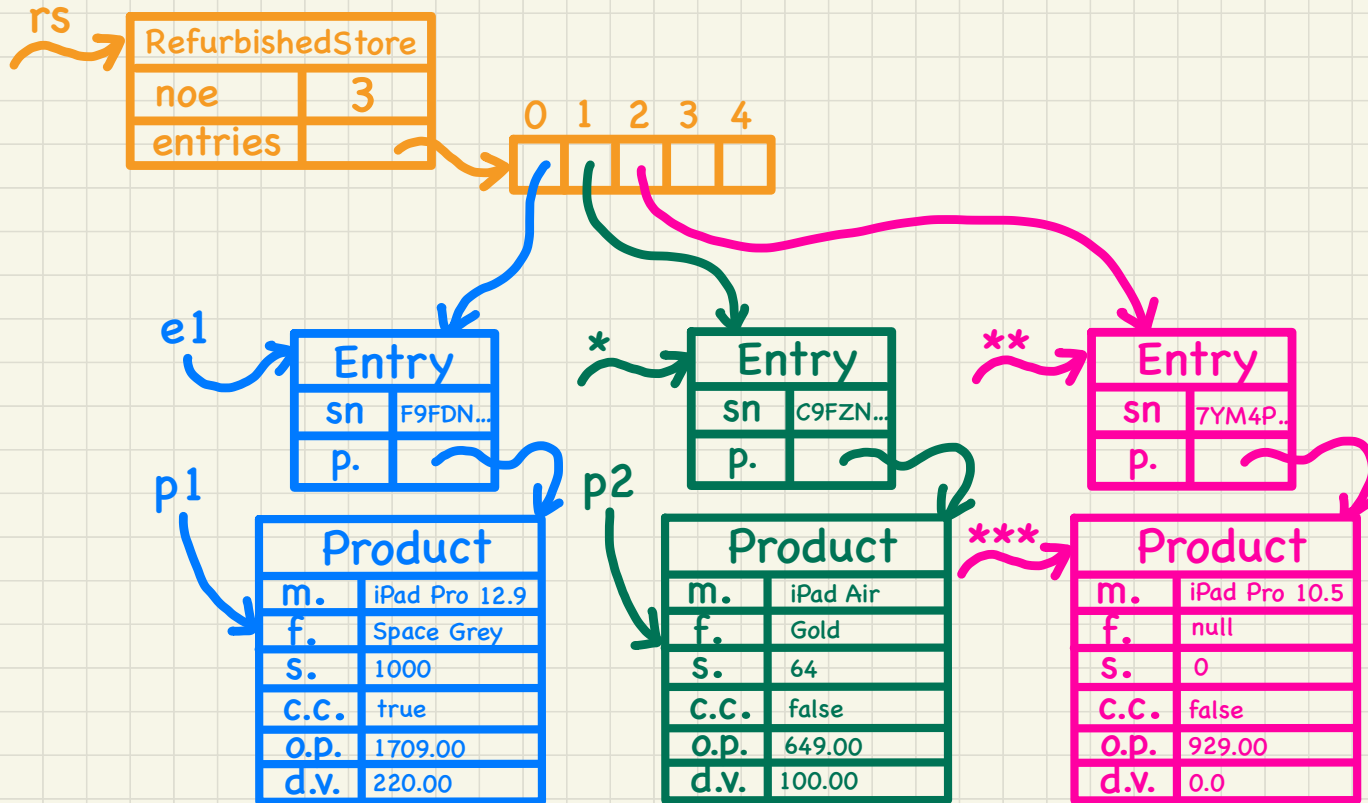 rs
RefurbishedStore
noe 3
entries
0 1 2 3 4
e1
Entry
sn F9FDN...
p.
p1
Product
m. iPad Pro 12.9
f. Space Grey
s. 1000
c.c. true
o.p. 1709.00
d.v. 220.00
*
Entry
sn C9FZN...
p.
p2
Product
m. iPad Air
f. Gold
s. 64
c.c. false
o.p. 649.00
d.v. 100.00
**
Entry
sn 7YM4P..
p.
***
Product
m. iPad Pro 10.5
f. null
s. 0
c.c. false
o.p. 929.00
d.v. 0.0